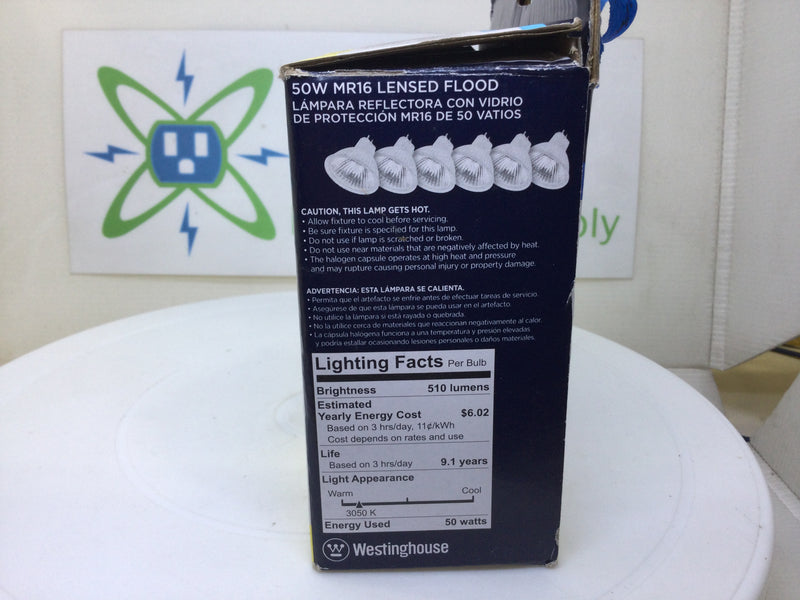 50W MR16 LENSED FLOOD
LÁMPARA REFLECTORA CON VIDRIO
DE PROTECCIÓN MR16 DE 50 VATIOS
CAUTION, THIS LAMP GETS HOT.
• Allow fixture to cool before servicing.
• Be sure fixture is specified for this lamp.
• Do not use if lamp is scratched or broken.
• Do not use near materials that are negatively affected by heat.
• The halogen capsule operates at high heat and pressure
and may rupture causing personal injury or property damage.
ADVERTENCIA: ESTA LÁMPARA SE CALIENTA.
• Permita que el artefacto se enfríe antes de efectuar tareas de servicio.
• Asegúrese de que esta lámpara se pueda usar en el artefacto.
• No utilice la lámpara si está rayada o quebrada.
• No la utilice cerca de materiales que reaccionan negativamente al calor.
• La cápsula halógena funciona a una temperatura y presión elevadas
y podría estallar ocasionando lesiones personales o daños materiales.
Lighting Facts Per Bulb
Brightness 510 lumens
Estimated
Yearly Energy Cost $6.02
Based on 3 hrs/day, 11¢/kWh
Cost depends on rates and use
Life
Based on 3 hrs/day 9.1 years
Light Appearance
Warm Cool
3050 K
Energy Used 50 watts
W Westinghouse
ply